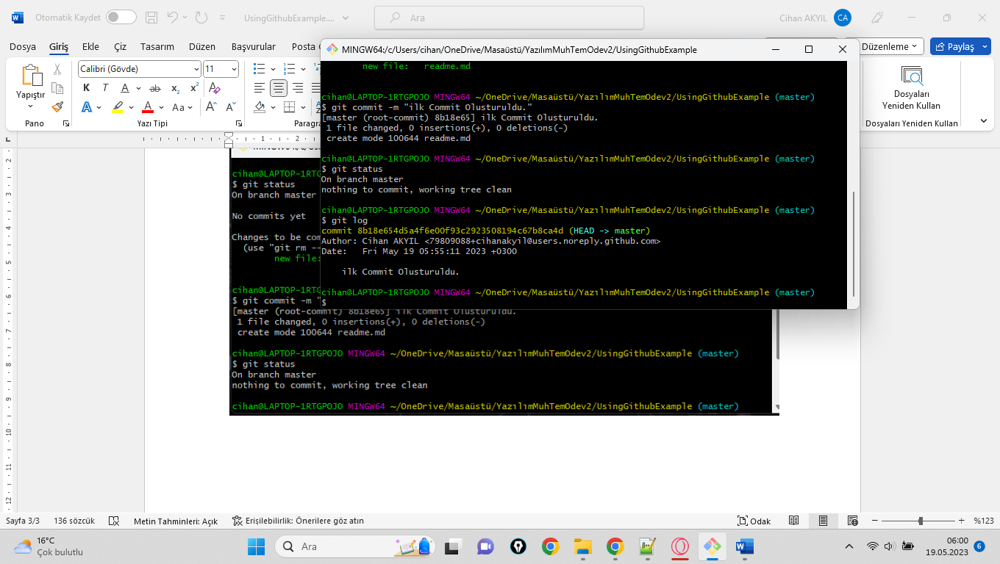 Otomatik Kaydet
UsingGithubExample....
Ara
Cihan AKYIL
CA
Dosya
Giriş
Ekle
Çiz
Tasarım
Düzen
Başvurular
Posta
Düzenleme
Paylaş
Yapıştır
Pano
Calibri (Gövde)
11
K T A ab x₂ x²
A A Aa A A
Yazı Tipi
Paragra
Dosyaları
Yeniden Kullan
Dosyaları Yeniden Kullan
MINGW64:/c/Users/cihan/OneDrive/Masaüstü/YazılımMuhTemOdev2/UsingGithubExample
new file:   readme.md
cihan@LAPTOP-1RTGPOJO MINGW64 ~/OneDrive/Masaüstü/YazılımMuhTemOdev2/UsingGithubExample (master)
$ git commit -m "ilk Commit Olusturuldu."
[master (root-commit) 8b18e65] ilk Commit Olusturuldu.
1 file changed, 0 insertions(+), 0 deletions(-)
create mode 100644 readme.md
cihan@LAPTOP-1RTGPOJO MINGW64 ~/OneDrive/Masaüstü/YazılımMuhTemOdev2/UsingGithubExample (master)
$ git status
On branch master
nothing to commit, working tree clean
cihan@LAPTOP-1RTGPOJO MINGW64 ~/OneDrive/Masaüstü/YazılımMuhTemOdev2/UsingGithubExample (master)
$ git log
commit 8b18e654d5a4f6e00f93c2923508194c67b8ca4d (HEAD -> master)
Author: Cihan AKYIL <79809088+cihanakyil@users.noreply.github.com>
Date:   Fri May 19 05:55:11 2023 +0300
ilk Commit Olusturuldu.
cihan@LAPTOP-1RTGPOJO MINGW64 ~/OneDrive/Masaüstü/YazılımMuhTemOdev2/UsingGithubExample (master)
$
cihan@LAPTOP-1RTG
$ git status
On branch master
No commits yet
Changes to be com
(use "git rm --
new file:
cihan@LAPTOP-1RTG
$ git commit -m "
[master (root-commit) 8b18e65] ilk Commit Olusturuldu.
1 file changed, 0 insertions(+), 0 deletions(-)
create mode 100644 readme.md
cihan@LAPTOP-1RTGPOJO MINGW64 ~/OneDrive/Masaüstü/YazılımMuhTemOdev2/UsingGithubExample (master)
$ git status
On branch master
nothing to commit, working tree clean
cihan@LAPTOP-1RTGPOJO MINGW64 ~/OneDrive/Masaüstü/YazılımMuhTemOdev2/UsingGithubExample (master)
Sayfa 3/3
136 sözcük
Metin Tahminleri: Açık
Erişilebilirlik: Önerilere göz atın
Odak
%123
16°C
Çok bulutlu
Ara
06:00
19.05.2023
6